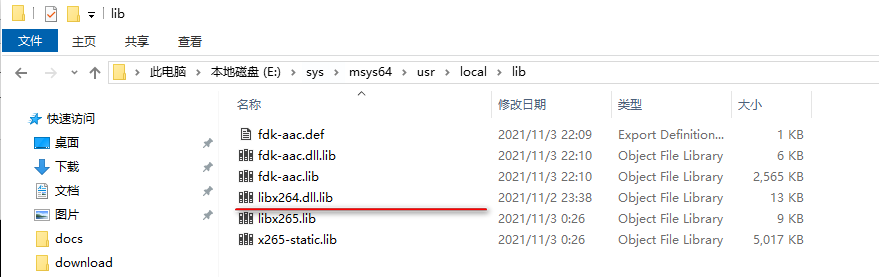 lib
文件 主页 共享 查看
此电脑 本地磁盘 (E:) sys msys64 usr local lib
快速访问
桌面
下载
文档
图片
docs
download
名称 修改日期 类型 大小
fdk-aac.def 2021/11/3 22:09 Export Definition... 1 KB
fdk-aac.dll.lib 2021/11/3 22:10 Object File Library 6 KB
fdk-aac.lib 2021/11/3 22:10 Object File Library 2,565 KB
libx264.dll.lib 2021/11/2 23:38 Object File Library 13 KB
libx265.lib 2021/11/3 0:26 Object File Library 9 KB
x265-static.lib 2021/11/3 0:26 Object File Library 5,017 KB